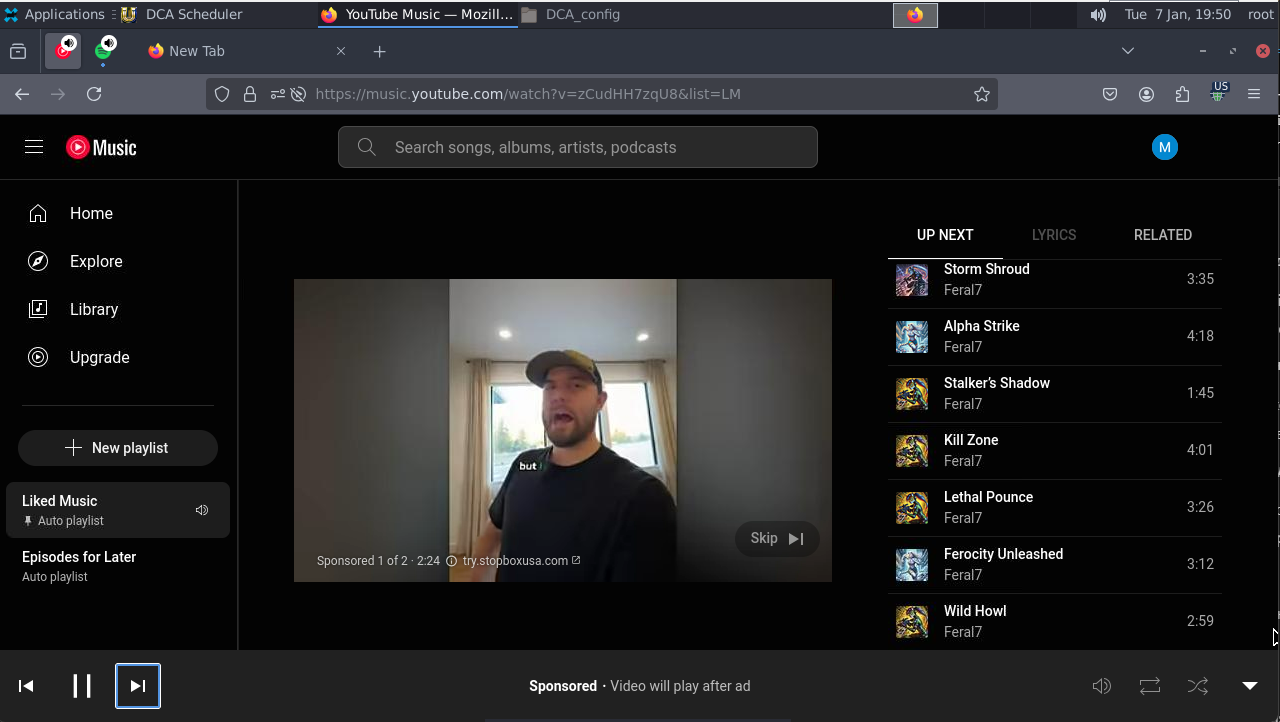 Applications
DCA Scheduler
YouTube Music — Mozill...
DCA_config
Tue 7 Jan, 19:50
root
New Tab
https://music.youtube.com/watch?v=zCudHH7zqU8&list=LM
US
Music
Search songs, albums, artists, podcasts
M
Home
Explore
Library
Upgrade
New playlist
Liked Music
Auto playlist
Episodes for Later
Auto playlist
but
Skip
Sponsored 1 of 2 · 2:24
try.stopboxusa.com
UP NEXT
LYRICS
RELATED
Storm Shroud
Feral7
3:35
Alpha Strike
Feral7
4:18
Stalker’s Shadow
Feral7
1:45
Kill Zone
Feral7
4:01
Lethal Pounce
Feral7
3:26
Ferocity Unleashed
Feral7
3:12
Wild Howl
Feral7
2:59
Sponsored · Video will play after ad